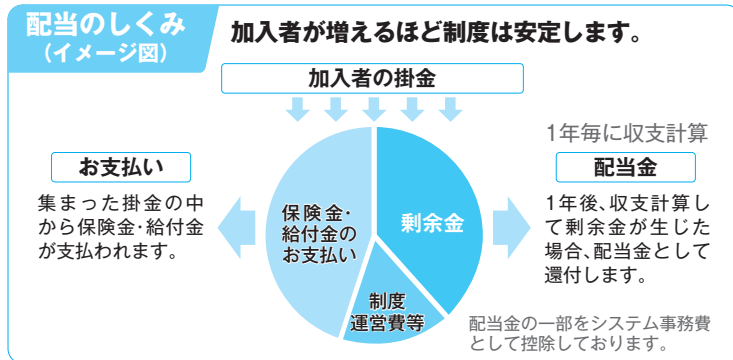 配当のしくみ
（イメージ図）
加入者が増えるほど制度は安定します。
加入者の掛金
お支払い
集まった掛金の中
から保険金・給付金
が支払われます。
保険金・
給付金の
お支払い
剰余金
制度
運営費等
1年毎に収支計算
配当金
1年後、収支計算し
て剰余金が生じた
場合、配当金として
還付します。
配当金の一部をシステム事務費
として控除しております。